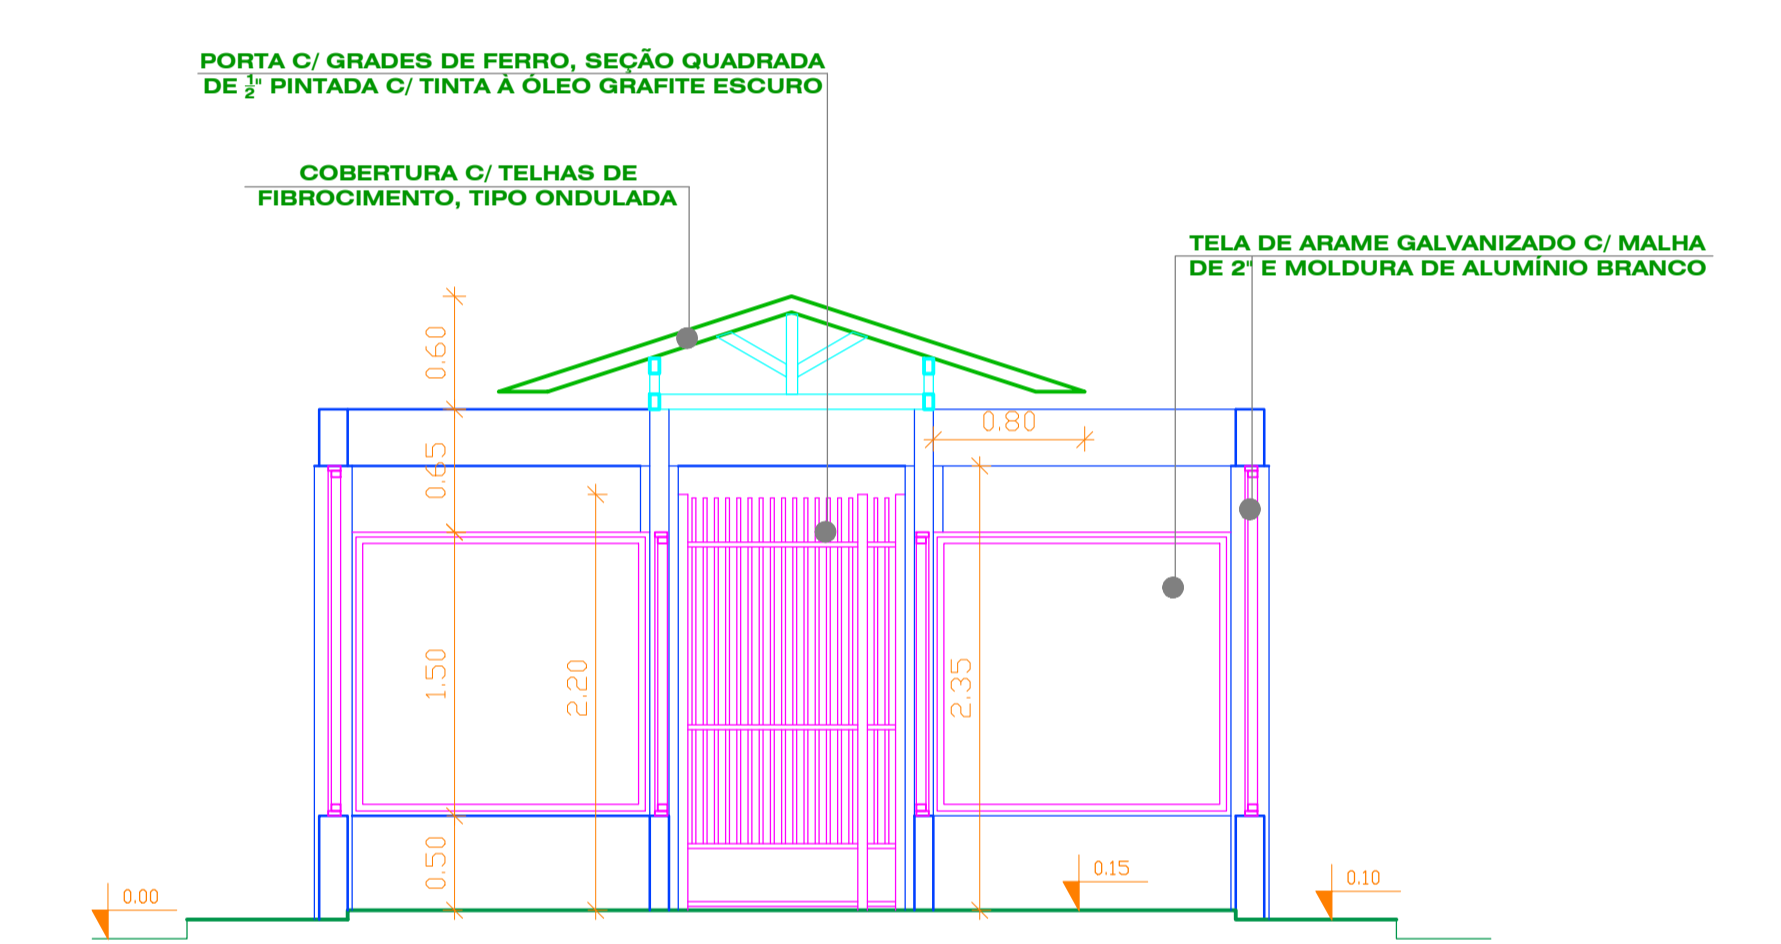 PORTA C/ GRADES DE FERRO, SEÇÃO QUADRADA
DE ½" PINTADA C/ TINTA À ÓLEO GRAFITE ESCURO
COBERTURA C/ TELHAS DE
FIBROCIMENTO, TIPO ONDULADA
TELA DE ARAME GALVANIZADO C/ MALHA
DE 2" E MOLDURA DE ALUMÍNIO BRANCO
0.60
0.80
0.65
1.50
2.20
2.35
0.50
0.00
0.15
0.10